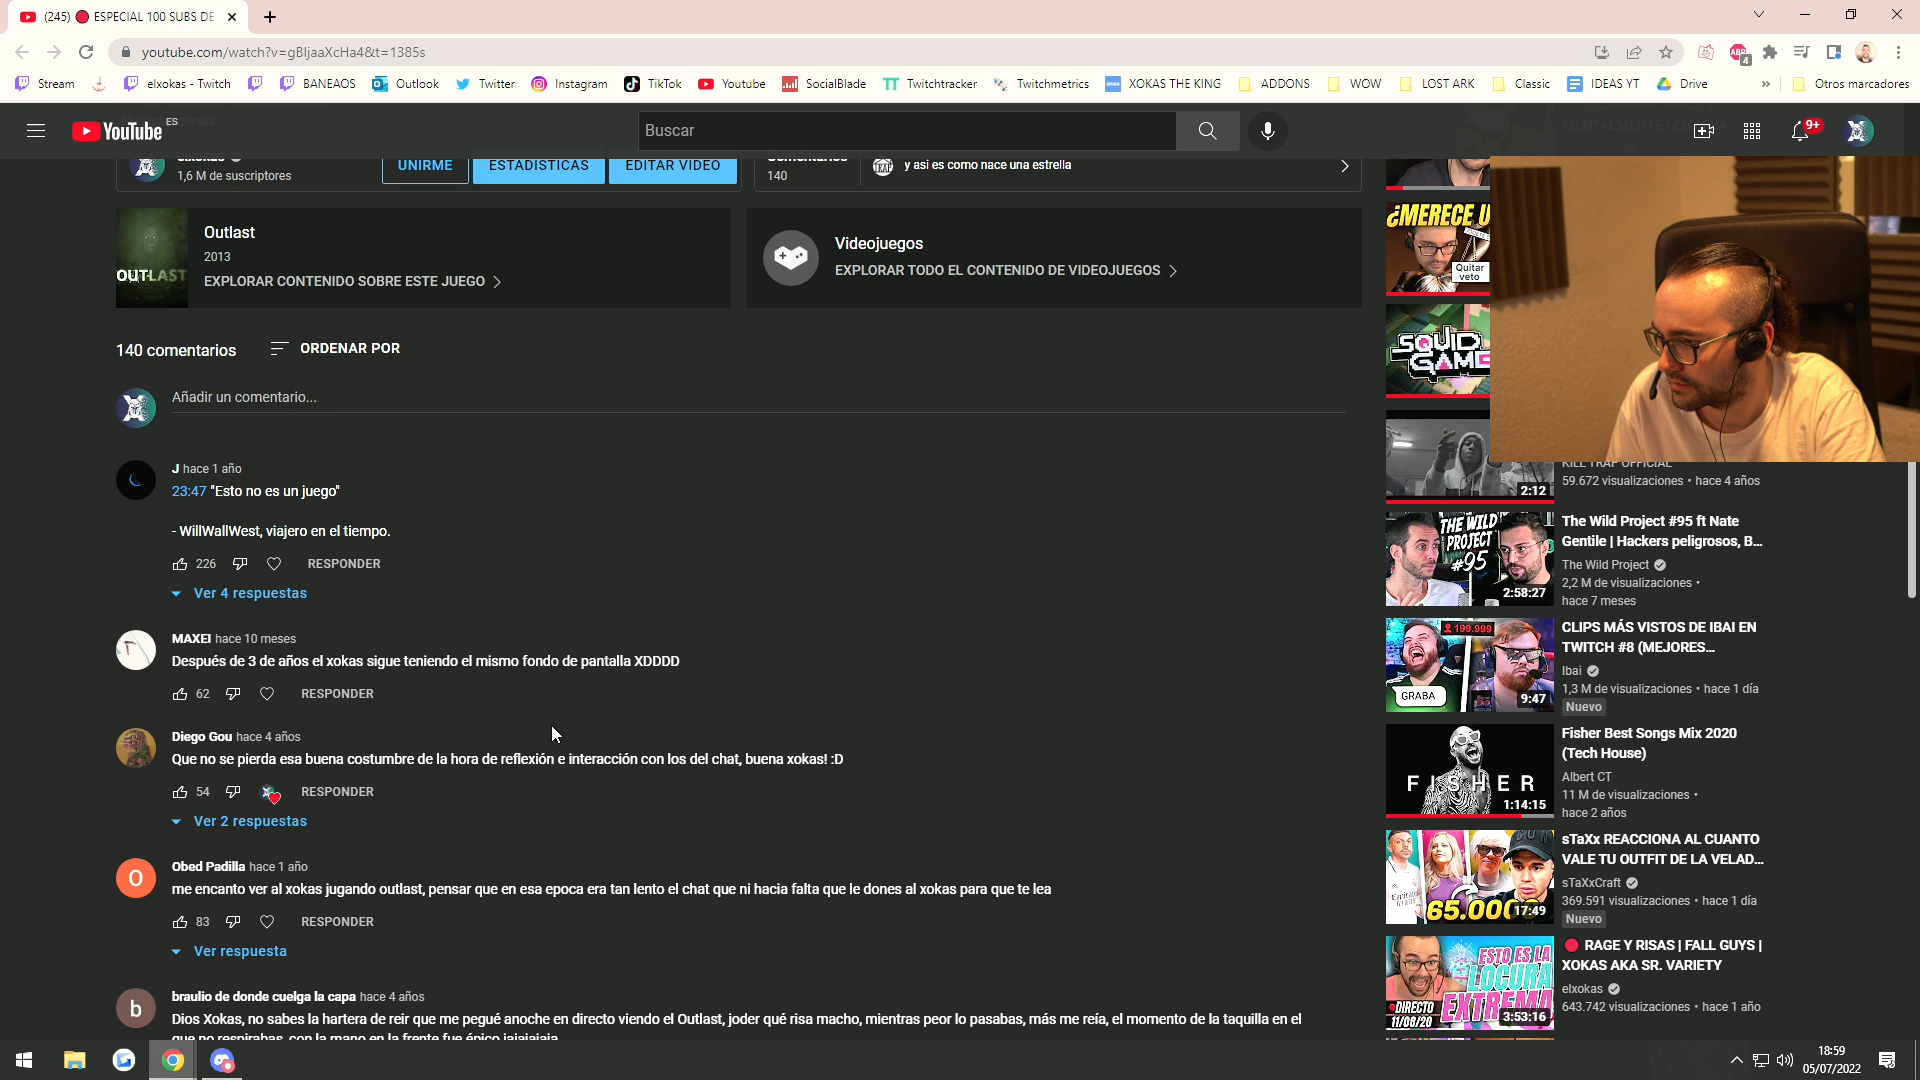 (245) 🔴 ESPECIAL 100 SUBS DE
youtube.com/watch?v=gBljaaXcHa4&t=1385s
ABP
4
Stream
elxokas - Twitch
BANEAOS
Outlook
Twitter
Instagram
TikTok
Youtube
SocialBlade
Twitchtracker
Twitchmetrics
XOKAS THE KING
ADDONS
WOW
LOST ARK
Classic
IDEAS YT
Drive
»
Otros marcadores
YouTube ES
Buscar
9+
1,6 M de suscriptores
UNIRME
ESTADÍSTICAS
EDITAR VÍDEO
Comentarios
140
y asi es como nace una estrella
OUTLAST
Outlast
2013
EXPLORAR CONTENIDO SOBRE ESTE JUEGO
Videojuegos
EXPLORAR TODO EL CONTENIDO DE VIDEOJUEGOS
140 comentarios
ORDENAR POR
Añadir un comentario...
J hace 1 año
23:47 "Esto no es un juego"
- WillWallWest, viajero en el tiempo.
226
RESPONDER
Ver 4 respuestas
MAXEI hace 10 meses
Después de 3 de años el xokas sigue teniendo el mismo fondo de pantalla XDDDD
62
RESPONDER
Diego Gou hace 4 años
Que no se pierda esa buena costumbre de la hora de reflexión e interacción con los del chat, buena xokas! :D
54
RESPONDER
Ver 2 respuestas
O
Obed Padilla hace 1 año
me encanto ver al xokas jugando outlast, pensar que en esa epoca era tan lento el chat que ni hacia falta que le dones al xokas para que te lea
83
RESPONDER
Ver respuesta
b
braulio de donde cuelga la capa hace 4 años
Dios Xokas, no sabes la hartera de reir que me pegué anoche en directo viendo el Outlast, joder qué risa macho, mientras peor lo pasabas, más me reía, el momento de la taquilla en el
que no respirabas, con la mano en la frente fue épico jajajajaja
¿MERECE
Quitar
veto
SQUID
GAME
2:12
KILL TRAP OFFICIAL
59.672 visualizaciones • hace 4 años
THE WILD
PROJECT
#95
2:58:27
The Wild Project #95 ft Nate
Gentile | Hackers peligrosos, B...
The Wild Project
2,2 M de visualizaciones •
hace 7 meses
199.999
GRABA
9:47
CLIPS MÁS VISTOS DE IBAI EN
TWITCH #8 (MEJORES...
Ibai
1,3 M de visualizaciones • hace 1 día
Nuevo
FISHER
1:14:15
Fisher Best Songs Mix 2020
(Tech House)
Albert CT
11 M de visualizaciones •
hace 2 años
65.000
17:49
sTaXx REACCIONA AL CUANTO
VALE TU OUTFIT DE LA VELAD...
sTaXxCraft
369.591 visualizaciones • hace 1 día
Nuevo
ESTO ES LA
LOCURA
EXTREMA
DIRECTO
11/08/20
3:53:16
🔴 RAGE Y RISAS | FALL GUYS |
XOKAS AKA SR. VARIETY
elxokas
643.742 visualizaciones • hace 1 año
18:59
05/07/2022